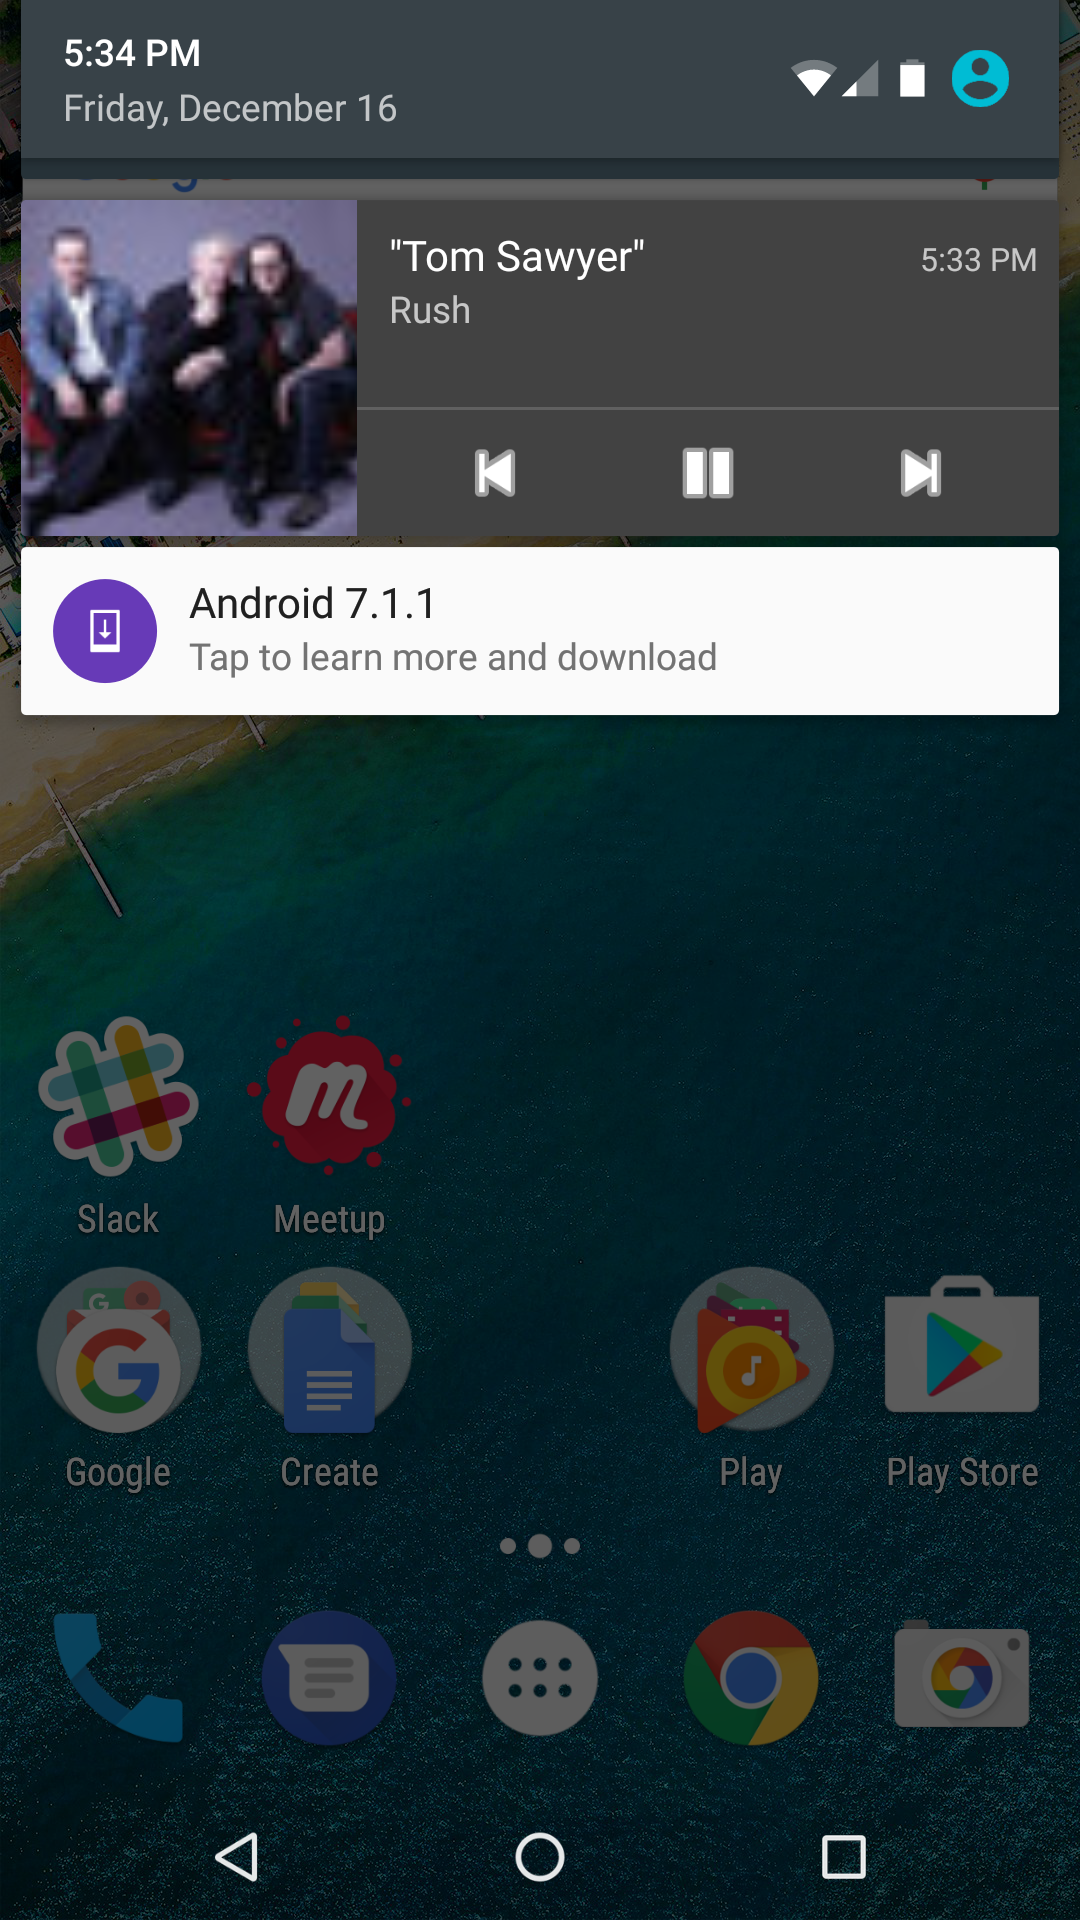 5:34 PM
Friday, December 16
"Tom Sawyer"
5:33 PM
Rush
Android 7.1.1
Tap to learn more and download
Slack
Meetup
Google
Create
Play
Play Store